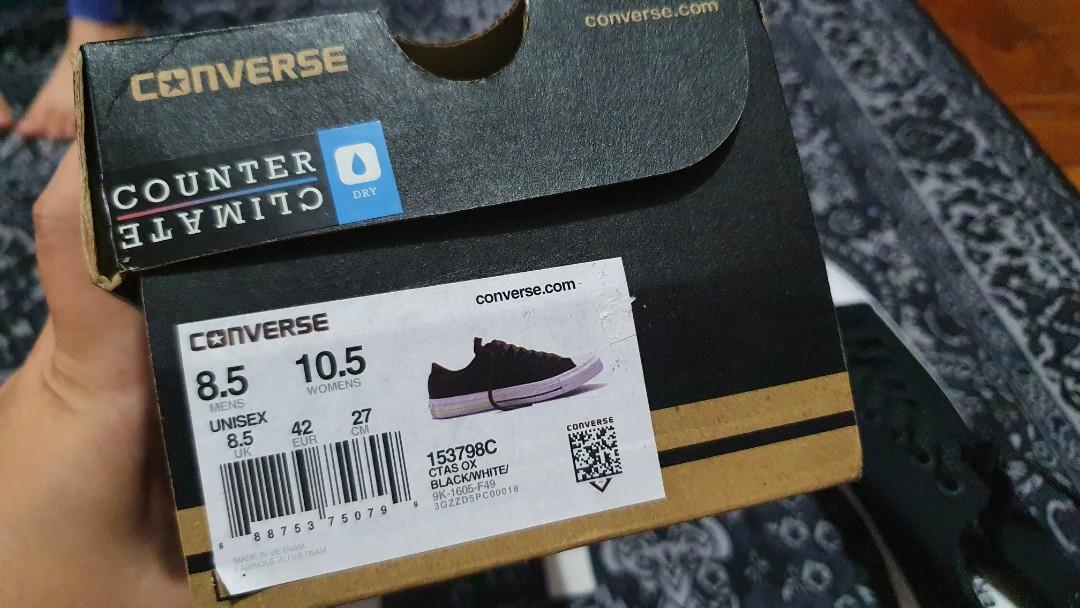 converse.com
CONVERSE
COUNTER
CLIMATE
DRY
converse.com
CONVERSE
8.5 10.5
MENS WOMENS
UNISEX
8.5 42 27
UK EUR CM
8 88753 75079 9
153798C
CTAS OX
BLACK/WHITE/
9K-1605-F49
3GZZD5PC00018
CONVERSE
MADE IN VIETNAM
FABRIQUE AU VIETNAM